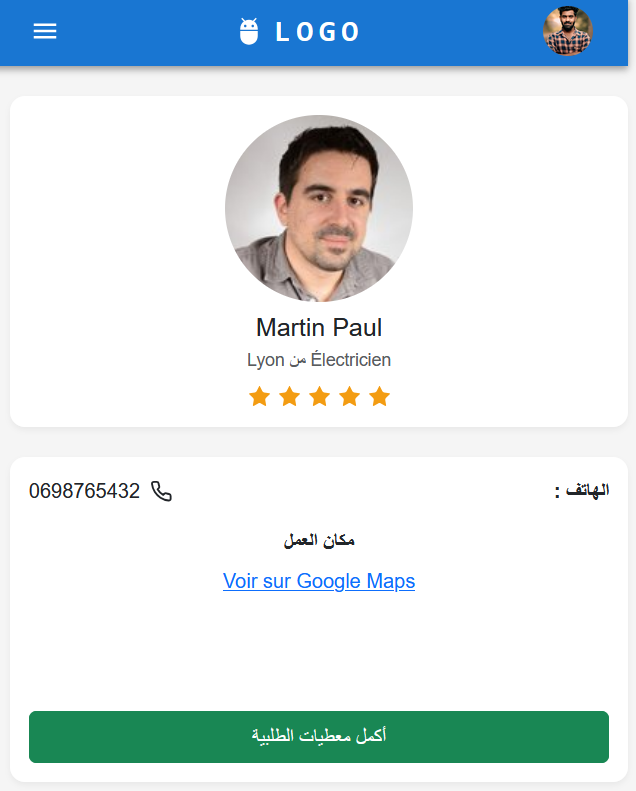 LOGO
Martin Paul
Électricien من Lyon
الهاتف :
0698765432
مكان العمل
Voir sur Google Maps
أكمل معطيات الطلبية